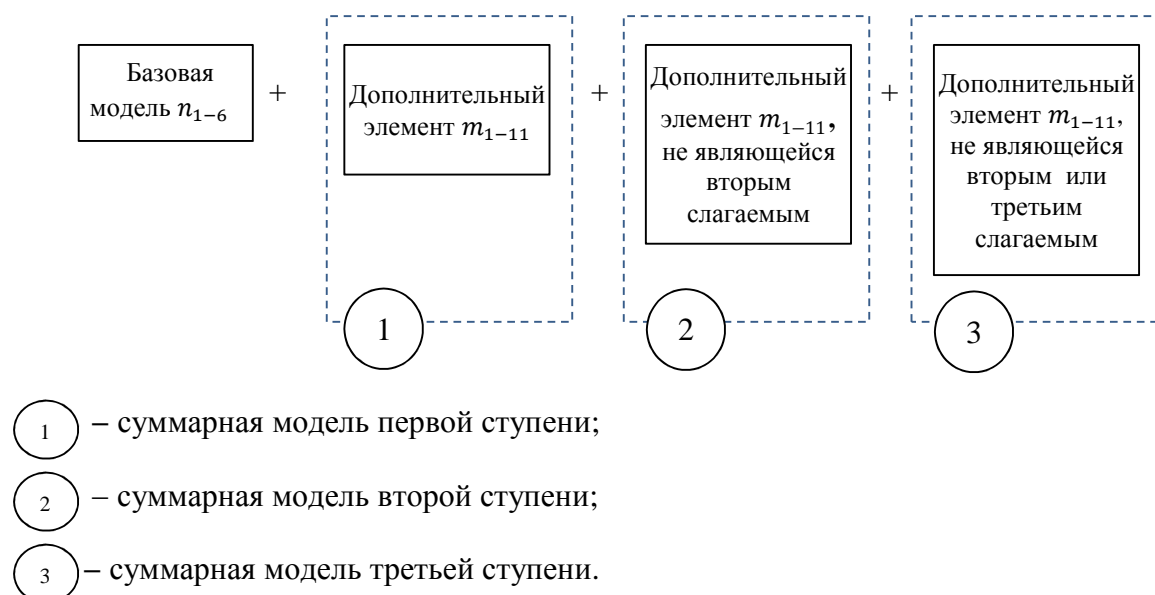 Базовая
модель n₁₋₆
+
Дополнительный
элемент m₁₋₁₁
+
Дополнительный
элемент m₁₋₁₁,
не являющейся
вторым
слагаемым
+
Дополнительный
элемент m₁₋₁₁,
не являющейся
вторым или
третьим
слагаемым
1
2
3
1 – суммарная модель первой ступени;
2 – суммарная модель второй ступени;
3 – суммарная модель третьей ступени.